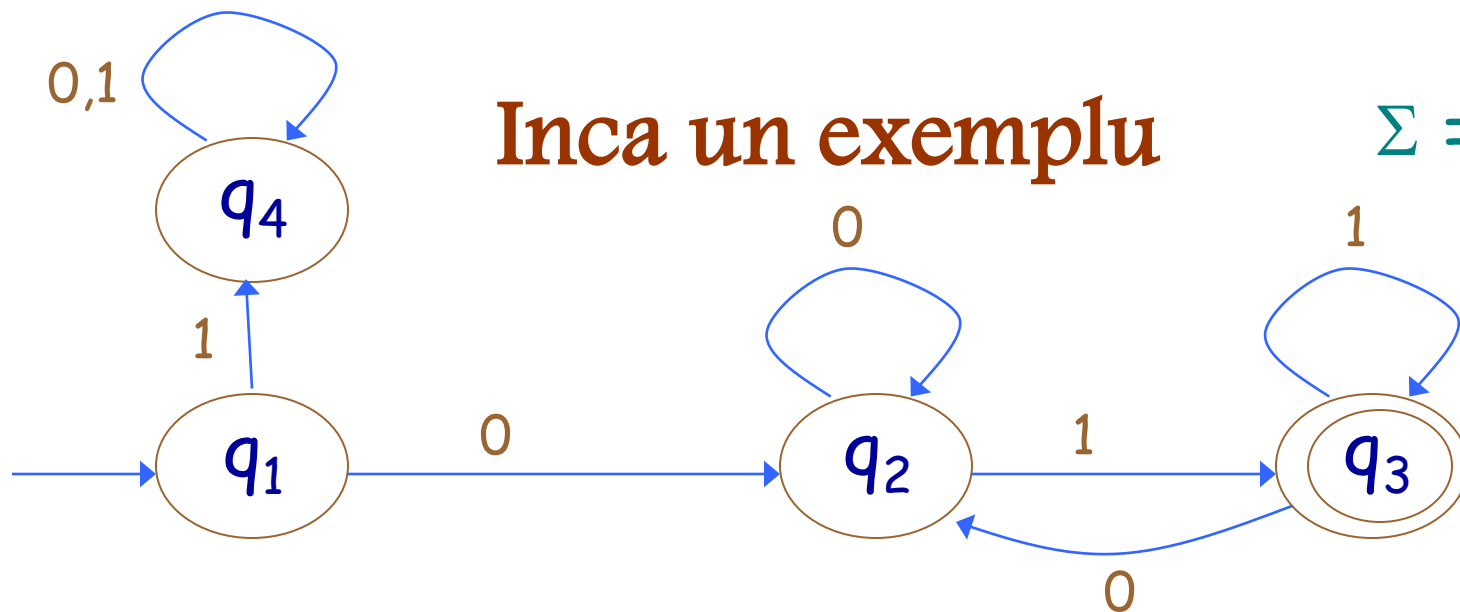 0,1
Inca un exemplu
Σ =
q4
0
1
1
0
1
q1
q2
q3
0